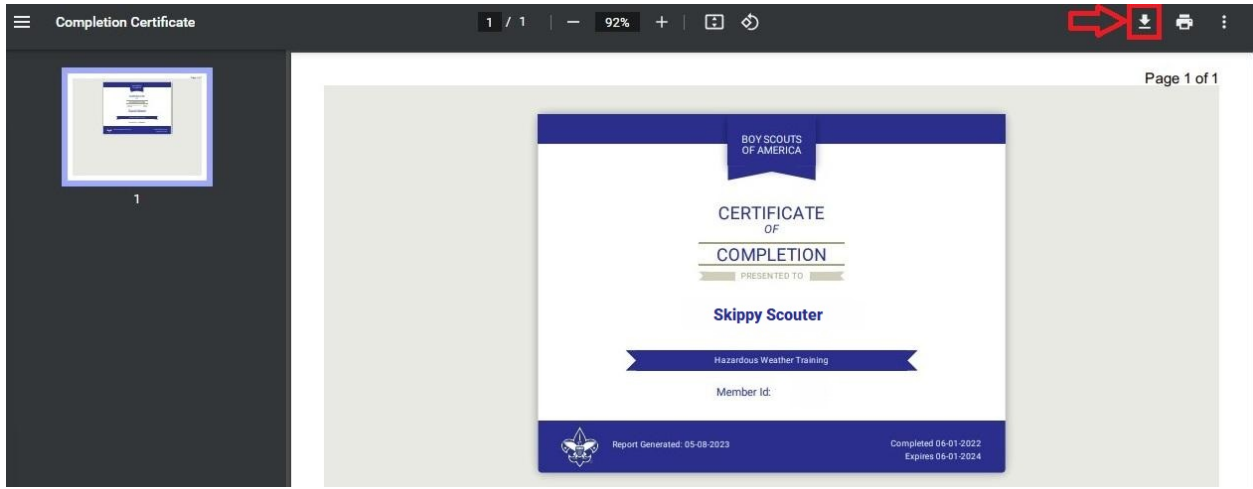 Completion Certificate
1 / 1
92%
Page 1 of 1
1
BOY SCOUTS
OF AMERICA
CERTIFICATE
OF
COMPLETION
PRESENTED TO
Skippy Scouter
Hazardous Weather Training
Member Id:
Report Generated: 05-08-2023
Completed 06-01-2022
Expires 06-01-2024